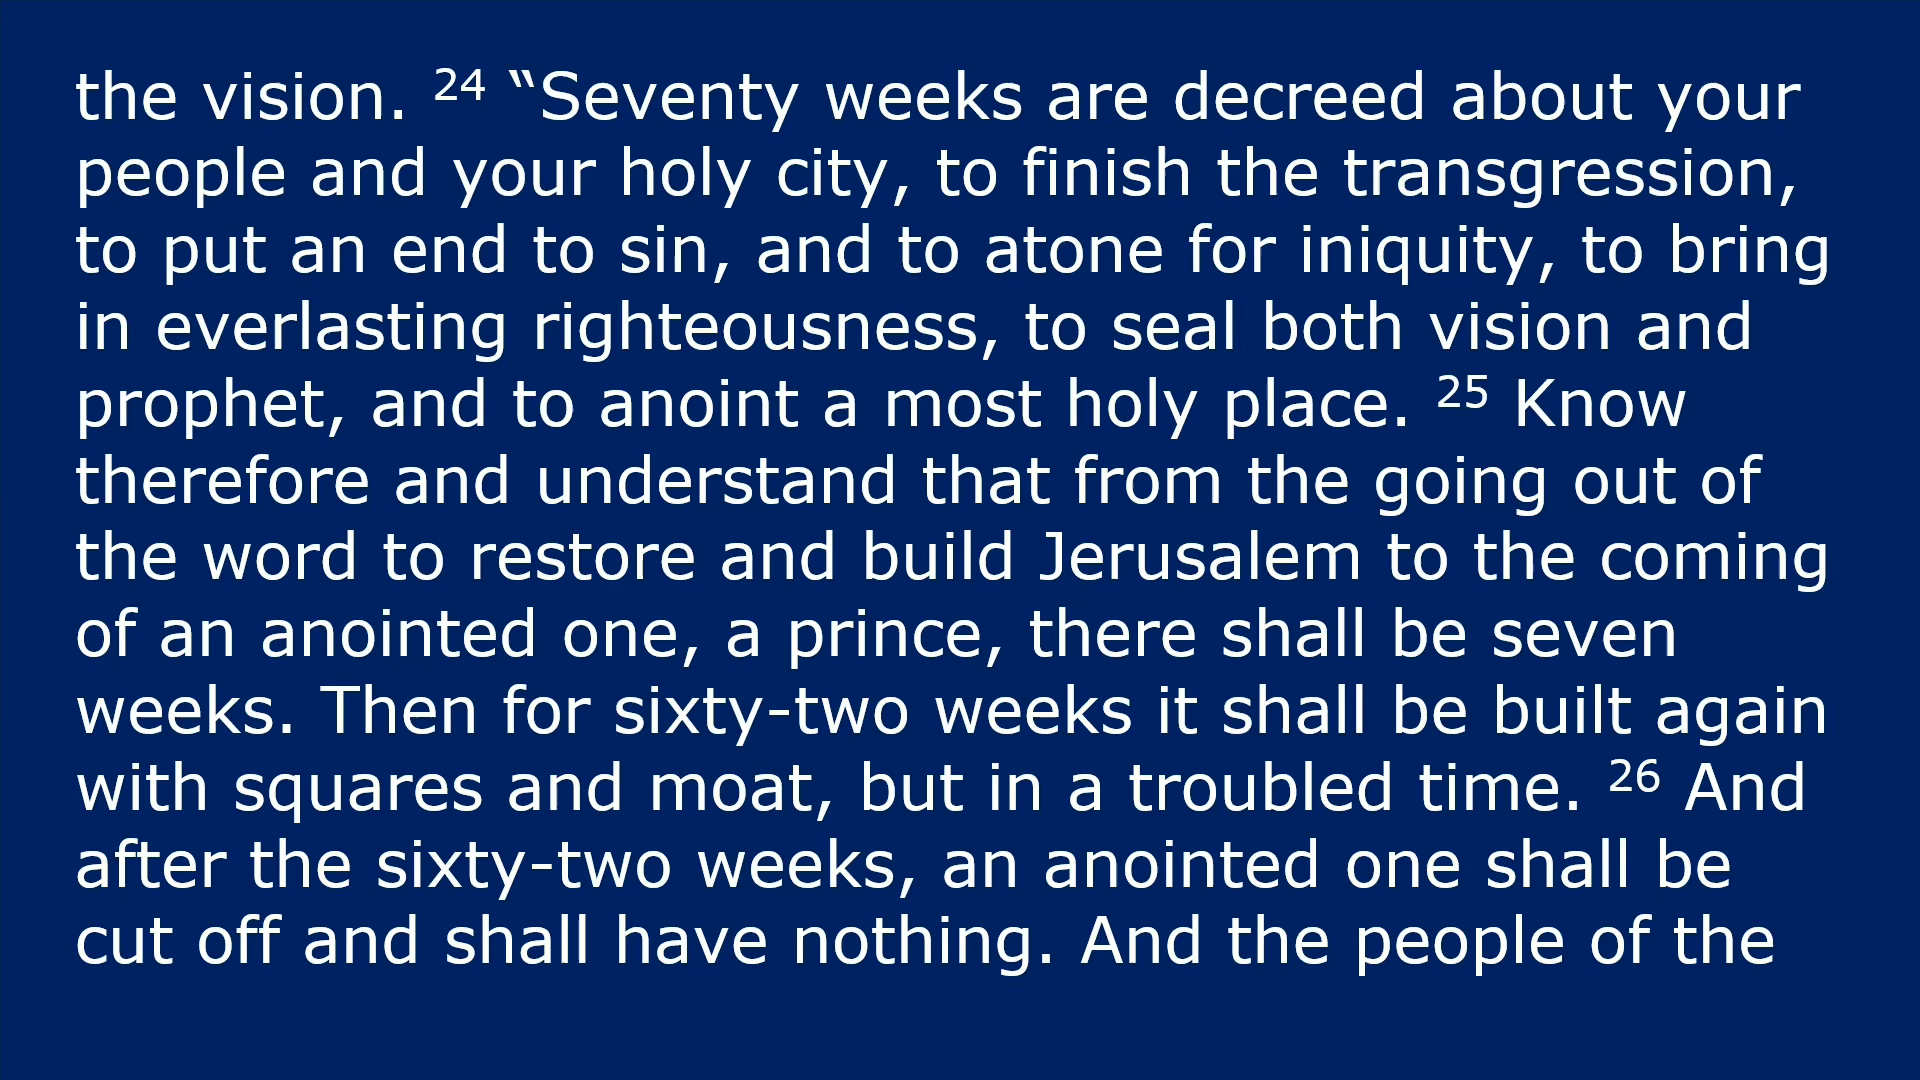 the vision. ²⁴ “Seventy weeks are decreed about your
people and your holy city, to finish the transgression,
to put an end to sin, and to atone for iniquity, to bring
in everlasting righteousness, to seal both vision and
prophet, and to anoint a most holy place. ²⁵ Know
therefore and understand that from the going out of
the word to restore and build Jerusalem to the coming
of an anointed one, a prince, there shall be seven
weeks. Then for sixty-two weeks it shall be built again
with squares and moat, but in a troubled time. ²⁶ And
after the sixty-two weeks, an anointed one shall be
cut off and shall have nothing. And the people of the